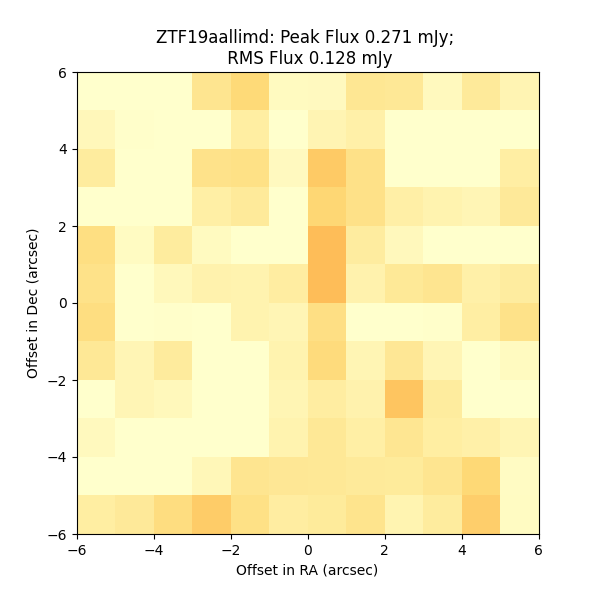 ZTF19aallimd: Peak Flux 0.271 mJy;
RMS Flux 0.128 mJy
6
4
2
0
−2
−4
−6
Offset in Dec (arcsec)
−6 −4 −2 0 2 4 6
Offset in RA (arcsec)